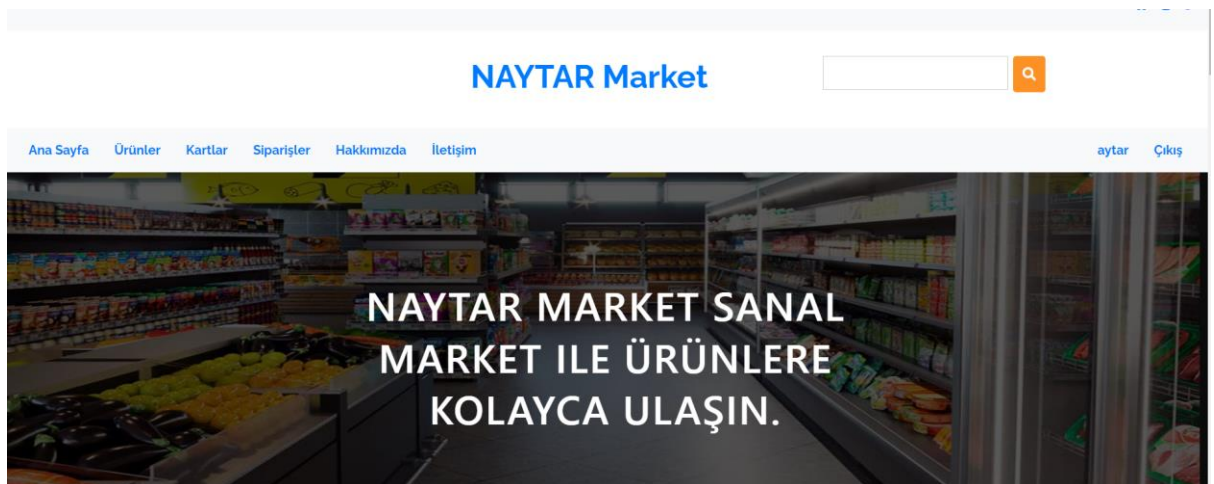 NAYTAR Market
Ana Sayfa Ürünler Kartlar Siparişler Hakkımızda İletişim aytar Çıkış
NAYTAR MARKET SANAL
MARKET ILE ÜRÜNLERE
KOLAYCA ULAŞIN.